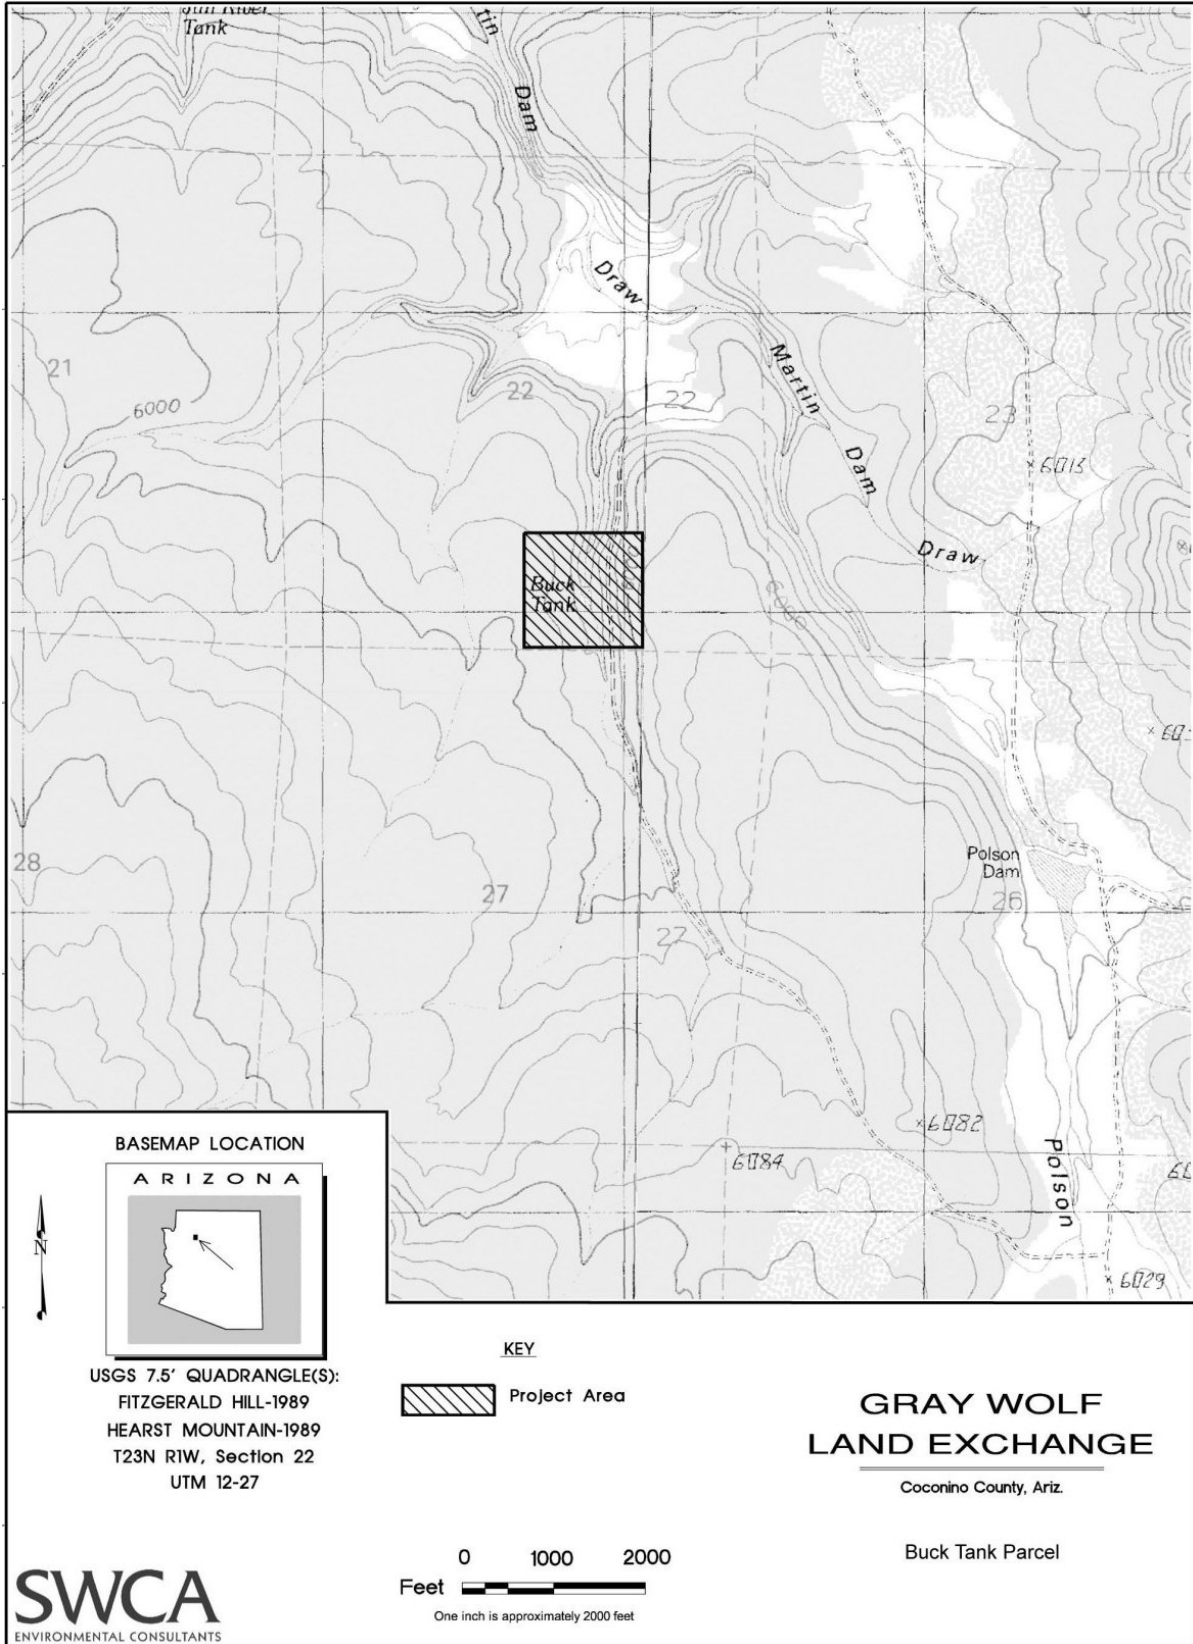 Tank
tin
Dam
Draw
21
6000
22
22
Martin
23
6013
Dam
Draw
Buck
Tank
6000
28
Polson
Dam
27
26
27
6082
6084
Polson
6029
BASEMAP LOCATION
ARIZONA
N
USGS 7.5' QUADRANGLE(S):
FITZGERALD HILL-1989
HEARST MOUNTAIN-1989
T23N R1W, Section 22
UTM 12-27
KEY
Project Area
GRAY WOLF
LAND EXCHANGE
Coconino County, Ariz.
Buck Tank Parcel
0 1000 2000
Feet
One inch is approximately 2000 feet
SWCA
ENVIRONMENTAL CONSULTANTS